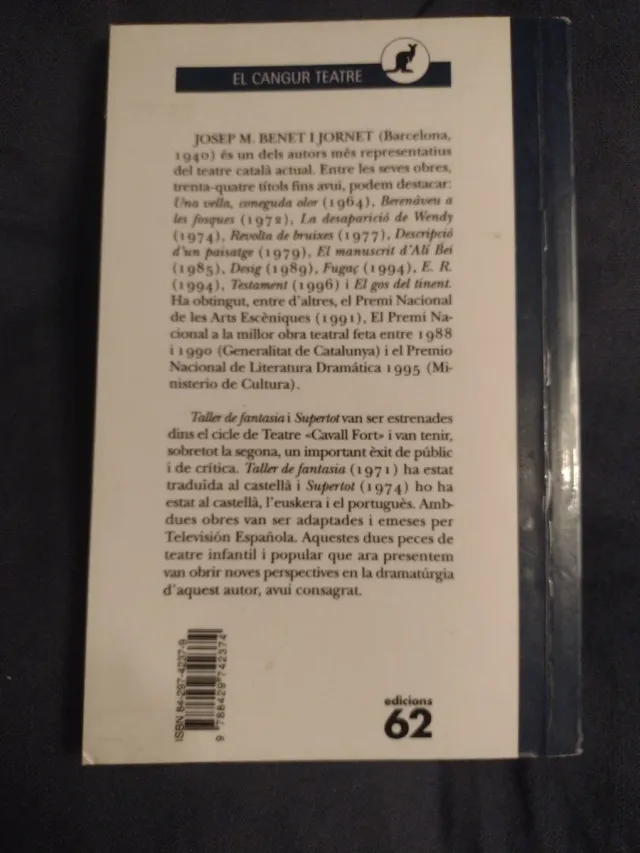 EL CANGUR TEATRE
JOSEP M. BENET I JORNET (Barcelona,
1940) és un dels autors més representatius
del teatre català actual. Entre les seves obres,
trenta-quatre títols fins avui, podem destacar:
Una vella, coneguda olor (1964), Berenàveu a
les fosques (1972), La desaparició de Wendy
(1974), Revolta de bruixes (1977), Descripció
d'un paisatge (1979), El manuscrit d'Alí Bei
(1985), Desig (1989), Fugaç (1994), E. R.
(1994), Testament (1996) i El gos del tinent.
Ha obtingut, entre d'altres, el Premi Nacional
de les Arts Escèniques (1991), El Premi Na-
cional a la millor obra teatral feta entre 1988
i 1990 (Generalitat de Catalunya) i el Premio
Nacional de Literatura Dramática 1995 (Mi-
nisterio de Cultura).
Taller de fantasia i Supertot van ser estrenades
dins el cicle de Teatre «Cavall Fort» i van tenir,
sobretot la segona, un important èxit de públic
i de crítica. Taller de fantasia (1971) ha estat
traduïda al castellà i Supertot (1974) ho ha
estat al castellà, l'euskera i el portuguès. Amb-
dues obres van ser adaptades i emeses per
Televisión Española. Aquestes dues peces de
teatre infantil i popular que ara presentem
van obrir noves perspectives en la dramatúrgia
d'aquest autor, avui consagrat.
ISBN 84-297-4237-9
9 788429 742374
edicions
62